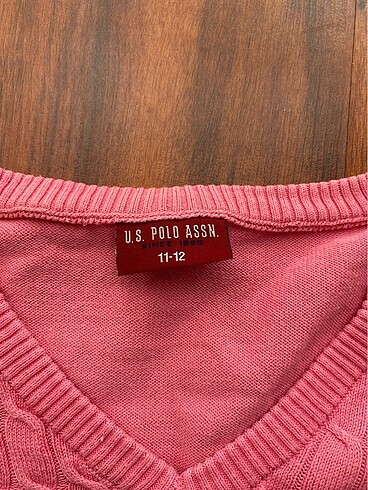 U.S. POLO ASSN.
SINCE 1890
11-12